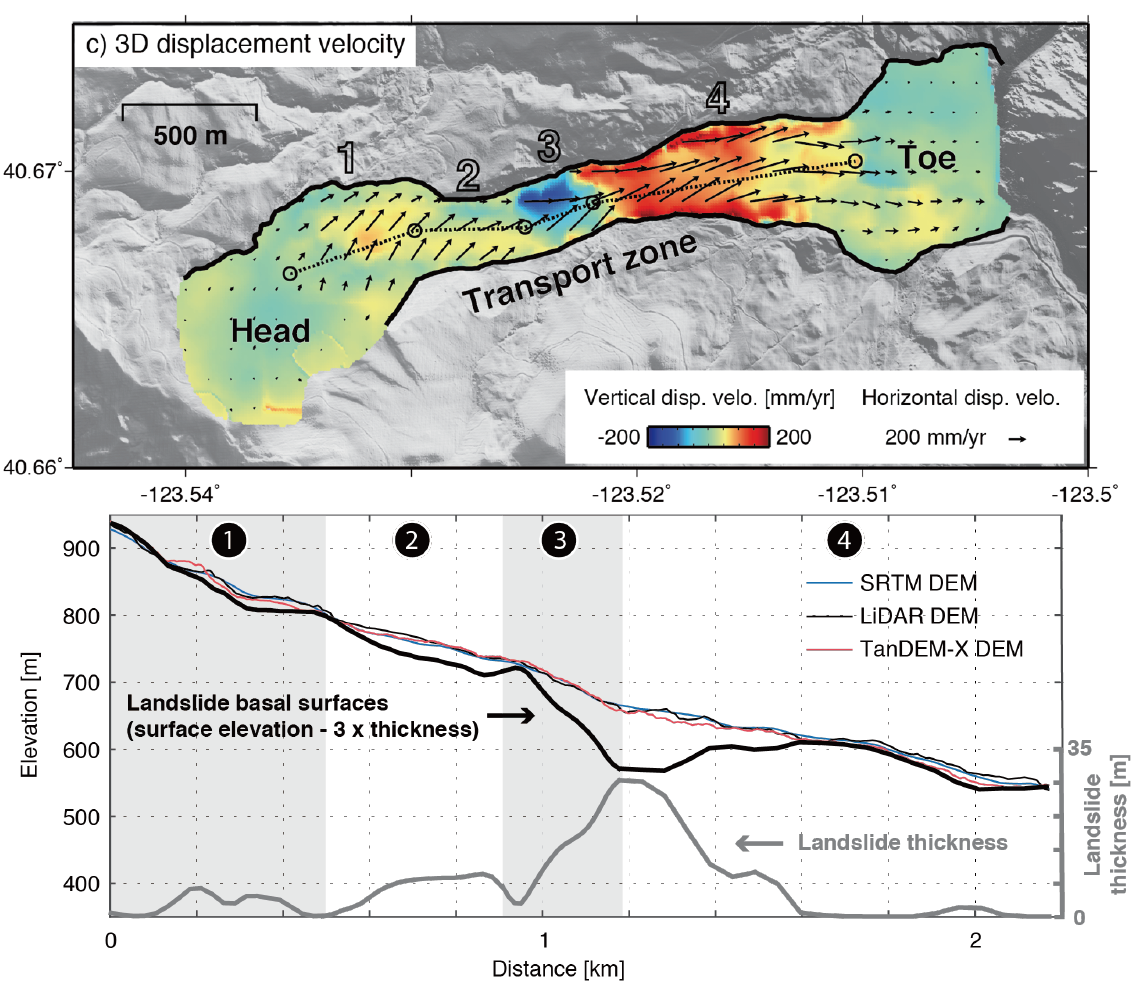 c) 3D displacement velocity
500 m
1
2
3
4
Head
Transport zone
Toe
40.67°
40.66°
Vertical disp. velo. [mm/yr]
-200
200
Horizontal disp. velo.
200 mm/yr
-123.54˚
-123.52˚
-123.51˚
-123.5˚
1
2
3
4
Elevation [m]
900
800
700
600
500
400
SRTM DEM
LiDAR DEM
TanDEM-X DEM
Landslide basal surfaces
(surface elevation - 3 x thickness)
Landslide thickness
35
0
Landslide
thickness [m]
0
1
2
Distance [km]